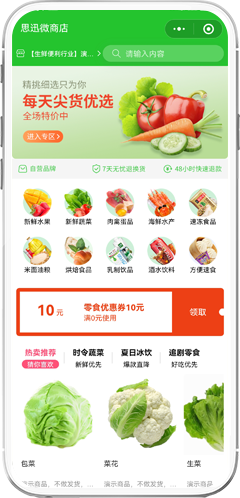 思迅微商店
【生鲜便利行业】演... 请输入内容
精挑细选只为你
每天尖货优选
全场特价中
进入专区
自营品牌 7天无忧退换货 48小时快速退款
新鲜水果 新鲜蔬菜 肉禽蛋品 海鲜水产 速冻食品
米面油粮 烘焙食品 乳制饮品 酒水饮料 方便速食
10元 零食优惠券10元 领取
满0元使用
热卖推荐 时令蔬菜 夏日冰饮 追剧零食
猜你喜欢 新鲜优先 爆款直降 好吃优先
包菜 菜花 生菜
演示商品，不做发货，... 演示商品，不做发货，... 演示商品